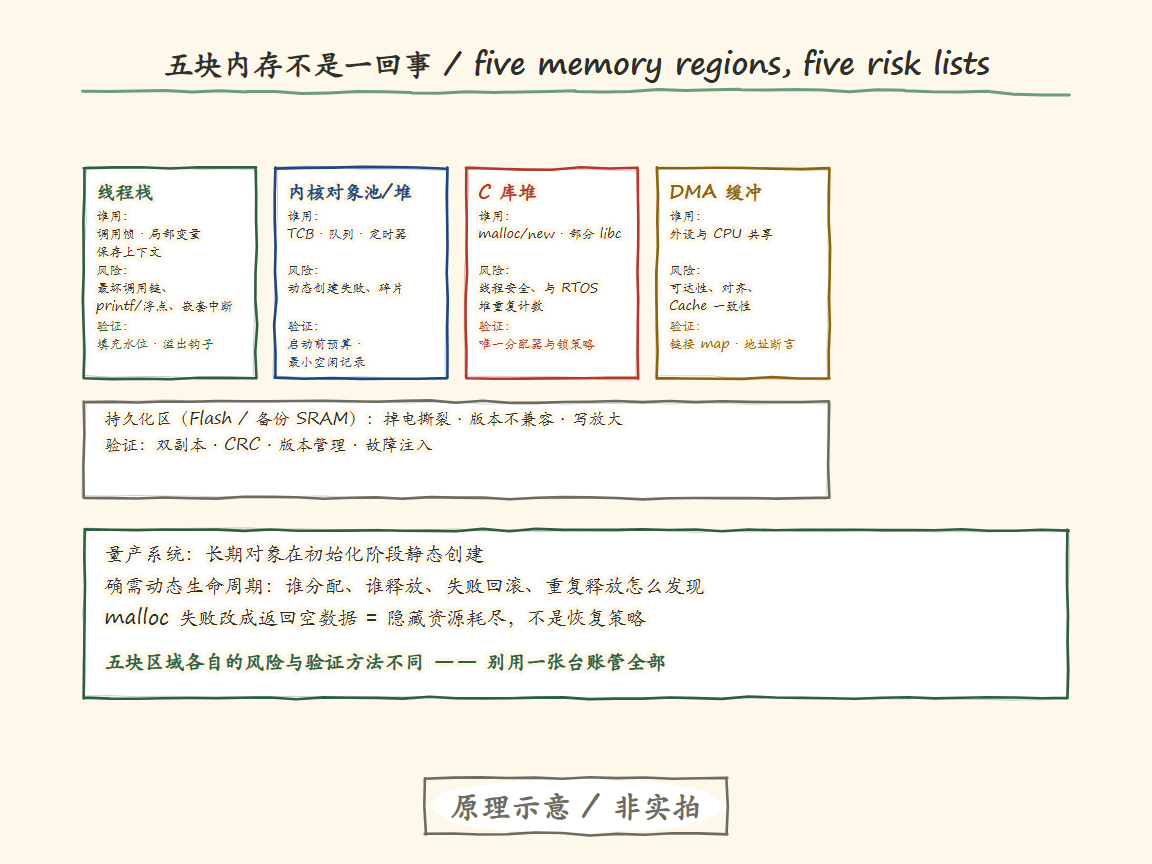 五块内存不是一回事 / five memory regions, five risk lists
线程栈
谁用:
调用帧 · 局部变量
保存上下文
风险:
最坏调用链、
printf/浮点、嵌套中断
验证:
填充水位 · 溢出钩子
内核对象池/堆
谁用:
TCB · 队列 · 定时器
风险:
动态创建失败、碎片
验证:
启动前预算 ·
最小空闲记录
C 库堆
谁用:
malloc/new · 部分 libc
风险:
线程安全、与 RTOS
堆重复计数
验证:
唯一分配器与锁策略
DMA 缓冲
谁用:
外设与 CPU 共享
风险:
可达性、对齐、
Cache 一致性
验证:
链接 map · 地址断言
持久化区（Flash / 备份 SRAM）: 掉电撕裂 · 版本不兼容 · 写放大
验证: 双副本 · CRC · 版本管理 · 故障注入
量产系统: 长期对象在初始化阶段静态创建
确需动态生命周期: 谁分配、谁释放、失败回滚、重复释放怎么发现
malloc 失败改成返回空数据 = 隐藏资源耗尽，不是恢复策略
五块区域各自的风险与验证方法不同 —— 别用一张台账管全部
原理示意 / 非实拍